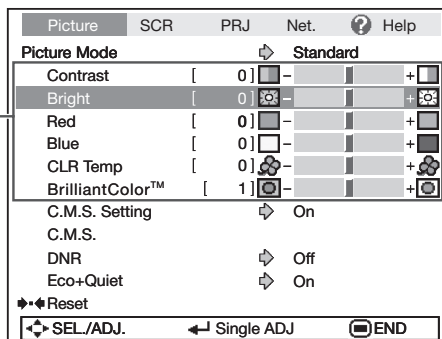 Picture SCR PRJ Net. Help
Picture Mode Standard
Contrast [ 0] - +
Bright [ 0] - +
Red [ 0] - +
Blue [ 0] - +
CLR Temp [ 0] - +
BrilliantColor™ [ 1] - +
C.M.S. Setting On
C.M.S.
DNR Off
Eco+Quiet On
Reset
SEL./ADJ. Single ADJ END